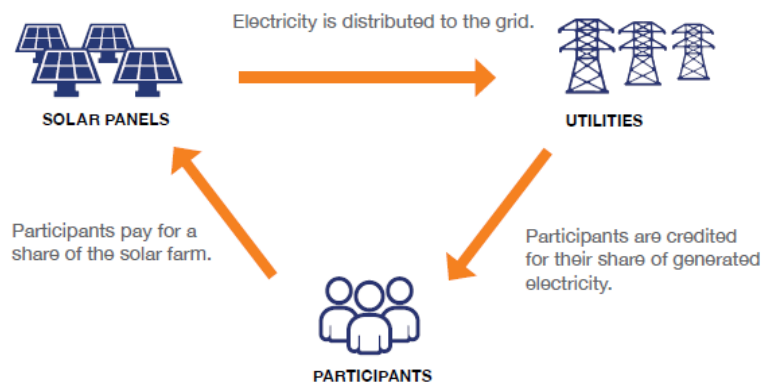 Electricity is distributed to the grid.
SOLAR PANELS
UTILITIES
Participants pay for a
share of the solar farm.
Participants are credited
for their share of generated
electricity.
PARTICIPANTS